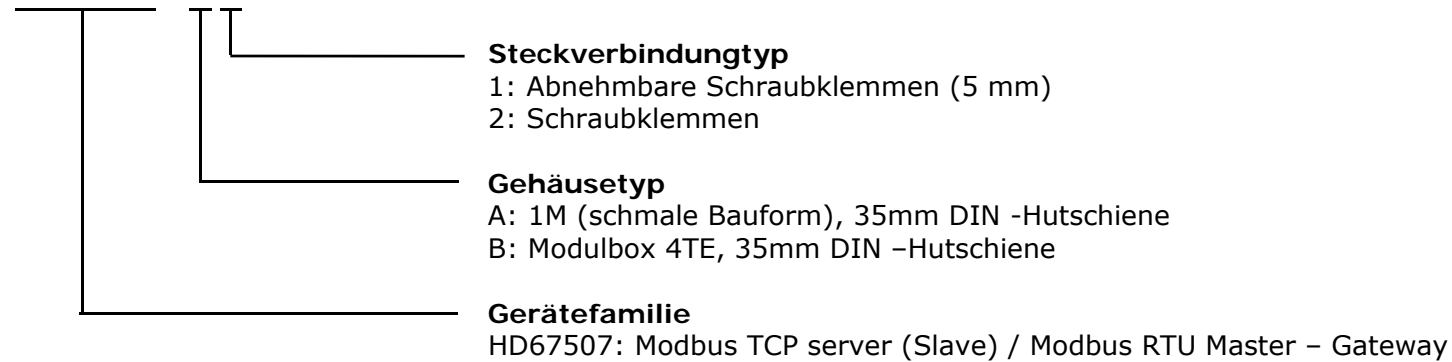 Steckverbindungtyp
1: Abnehmbare Schraubklemmen (5 mm)
2: Schraubklemmen
Gehäusetyp
A: 1M (schmale Bauform), 35mm DIN -Hutschiene
B: Modulbox 4TE, 35mm DIN –Hutschiene
Gerätefamilie
HD67507: Modbus TCP server (Slave) / Modbus RTU Master – Gateway